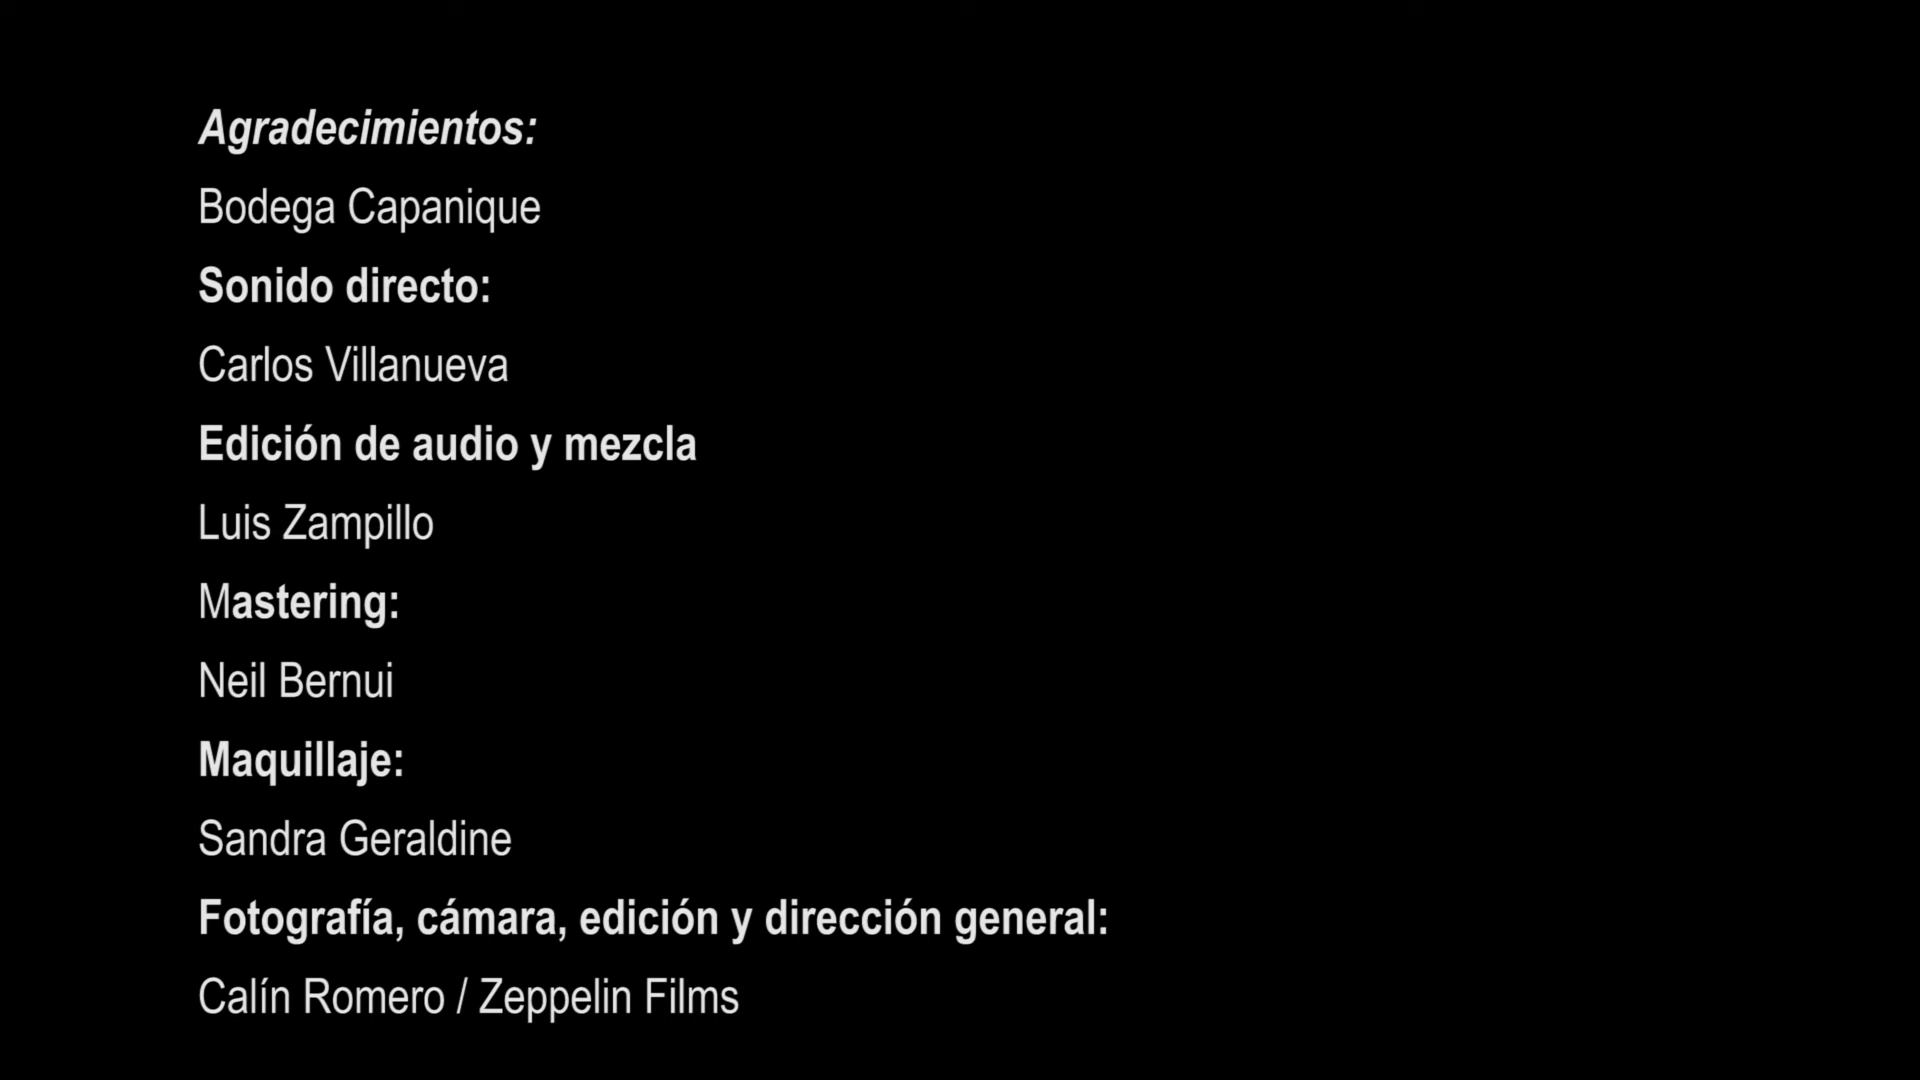 Agradecimientos:
Bodega Capanique
Sonido directo:
Carlos Villanueva
Edición de audio y mezcla
Luis Zampillo
Mastering:
Neil Bernui
Maquillaje:
Sandra Geraldine
Fotografía, cámara, edición y dirección general:
Calín Romero / Zeppelin Films